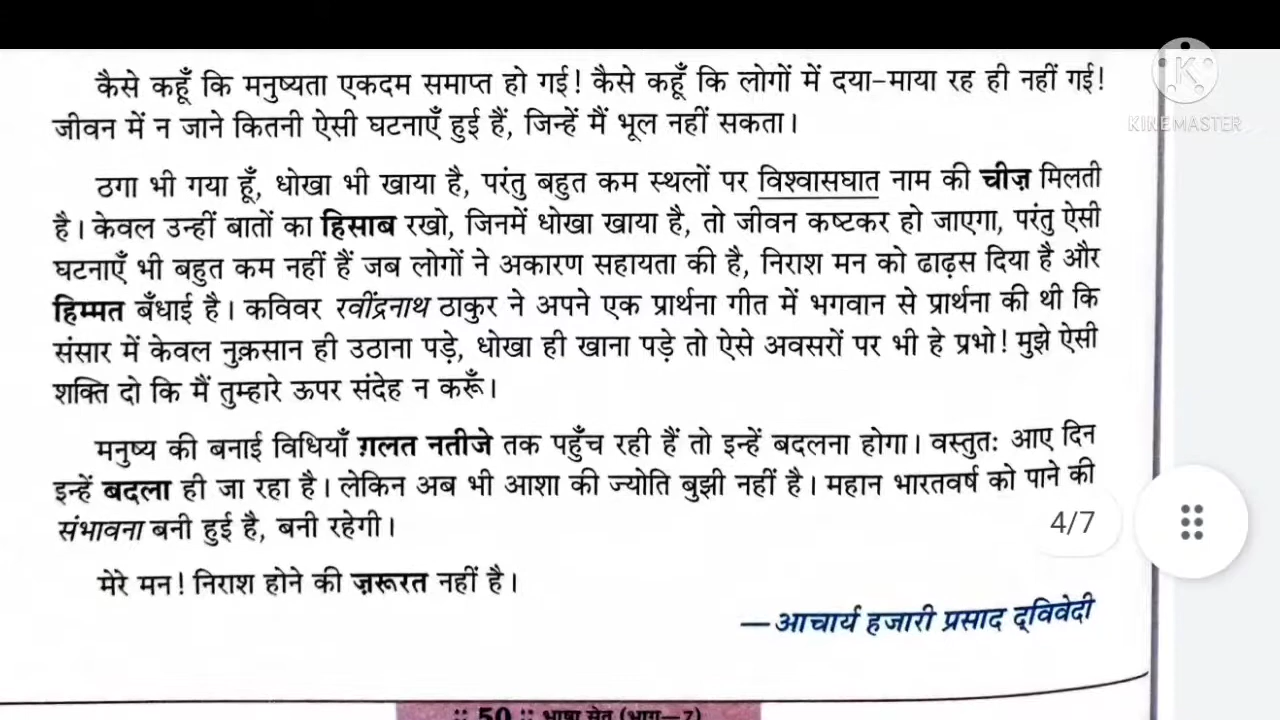 कैसे कहूँ कि मनुष्यता एकदम समाप्त हो गई! कैसे कहूँ कि लोगों में दया-माया रह ही नहीं गई!
जीवन में न जाने कितनी ऐसी घटनाएँ हुई हैं, जिन्हें मैं भूल नहीं सकता।
ठगा भी गया हूँ, धोखा भी खाया है, परंतु बहुत कम स्थलों पर विश्वासघात नाम की चीज़ मिलती
है। केवल उन्हीं बातों का हिसाब रखो, जिनमें धोखा खाया है, तो जीवन कष्टकर हो जाएगा, परंतु ऐसी
घटनाएँ भी बहुत कम नहीं हैं जब लोगों ने अकारण सहायता की है, निराश मन को ढाढ़स दिया है और
हिम्मत बँधाई है। कविवर रवींद्रनाथ ठाकुर ने अपने एक प्रार्थना गीत में भगवान से प्रार्थना की थी कि
संसार में केवल नुक़सान ही उठाना पड़े, धोखा ही खाना पड़े तो ऐसे अवसरों पर भी हे प्रभो! मुझे ऐसी
शक्ति दो कि मैं तुम्हारे ऊपर संदेह न करूँ।
मनुष्य की बनाई विधियाँ ग़लत नतीजे तक पहुँच रही हैं तो इन्हें बदलना होगा। वस्तुतः आए दिन
इन्हें बदला ही जा रहा है। लेकिन अब भी आशा की ज्योति बुझी नहीं है। महान भारतवर्ष को पाने की
संभावना बनी हुई है, बनी रहेगी।
मेरे मन! निराश होने की ज़रूरत नहीं है।
—आचार्य हजारी प्रसाद द्‌विवेदी
:: 50 :: भाषा सेतु (भाग—7)
4/7
K
KINEMASTER